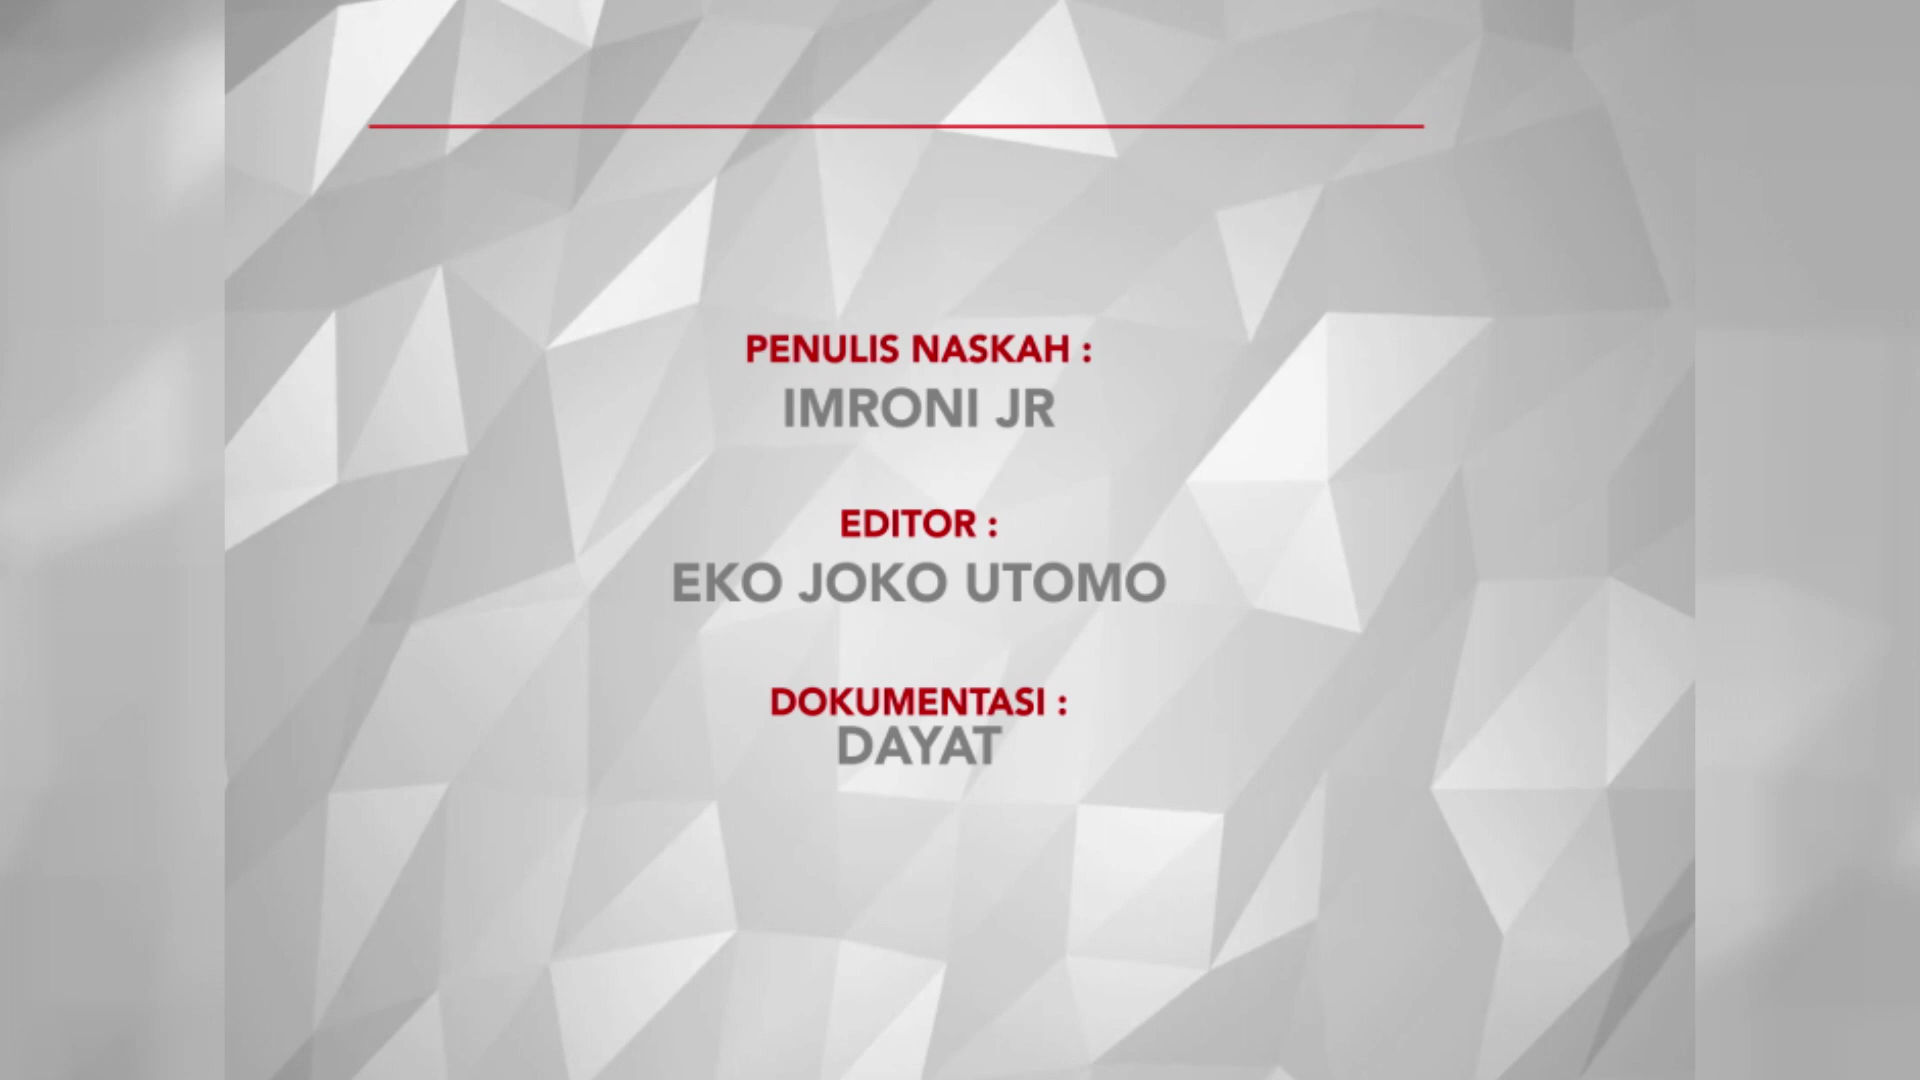 PENULIS NASKAH :
IMRONI JR
EDITOR :
EKO JOKO UTOMO
DOKUMENTASI :
DAYAT